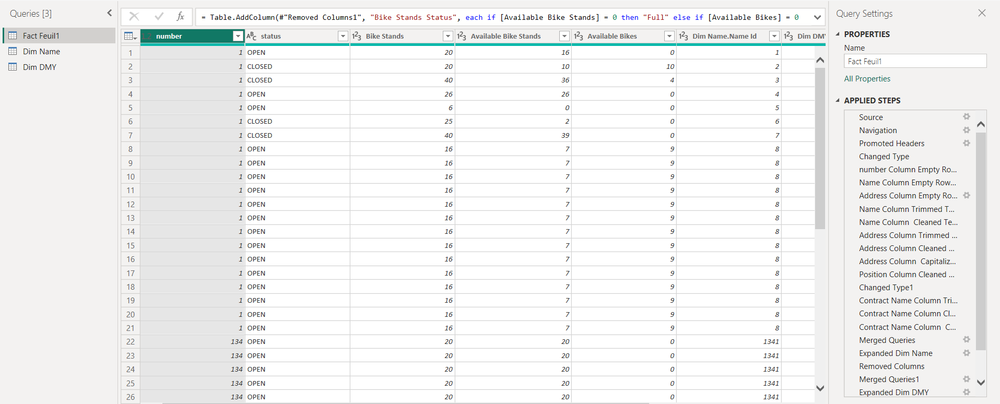 Queries [3]
Fact Feuil1
Dim Name
Dim DMY
fx
= Table.AddColumn(#"Removed Columns1", "Bike Stands Status", each if [Available Bike Stands] = 0 then "Full" else if [Available Bikes] = 0
1.2 number ABC status 123 Bike Stands 123 Available Bike Stands 123 Available Bikes 123 Dim Name.Name Id 123 Dim DMY
1 1 OPEN 20 16 0 1
2 1 CLOSED 20 10 10 2
3 1 CLOSED 40 36 4 3
4 1 OPEN 26 26 0 4
5 1 OPEN 6 0 0 5
6 1 CLOSED 25 2 0 6
7 1 CLOSED 40 39 0 7
8 1 OPEN 16 7 9 8
9 1 OPEN 16 7 9 8
10 1 OPEN 16 7 9 8
11 1 OPEN 16 7 9 8
12 1 OPEN 16 7 9 8
13 1 OPEN 16 7 9 8
14 1 OPEN 16 7 9 8
15 1 OPEN 16 7 9 8
16 1 OPEN 16 7 9 8
17 1 OPEN 16 7 9 8
18 1 OPEN 16 7 9 8
19 1 OPEN 16 7 9 8
20 1 OPEN 16 7 9 8
21 1 OPEN 16 7 9 8
22 134 OPEN 20 20 0 1341
23 134 OPEN 20 20 0 1341
24 134 OPEN 20 20 0 1341
25 134 OPEN 20 20 0 1341
26 134 OPEN 20 20 0 1341
Query Settings
PROPERTIES
Name
Fact Feuil1
All Properties
APPLIED STEPS
Source
Navigation
Promoted Headers
Changed Type
number Column Empty Ro...
Name Column Empty Row...
Address Column Empty Ro...
Name Column Trimmed T...
Name Column  Cleaned Te...
Address Column Trimmed ...
Address Column Cleaned ...
Address Column  Capitaliz...
Position Column Cleaned ...
Changed Type1
Contract Name Column Tri...
Contract Name Column Cl...
Contract Name Column  C...
Merged Queries
Expanded Dim Name
Removed Columns
Merged Queries1
Expanded Dim DMY